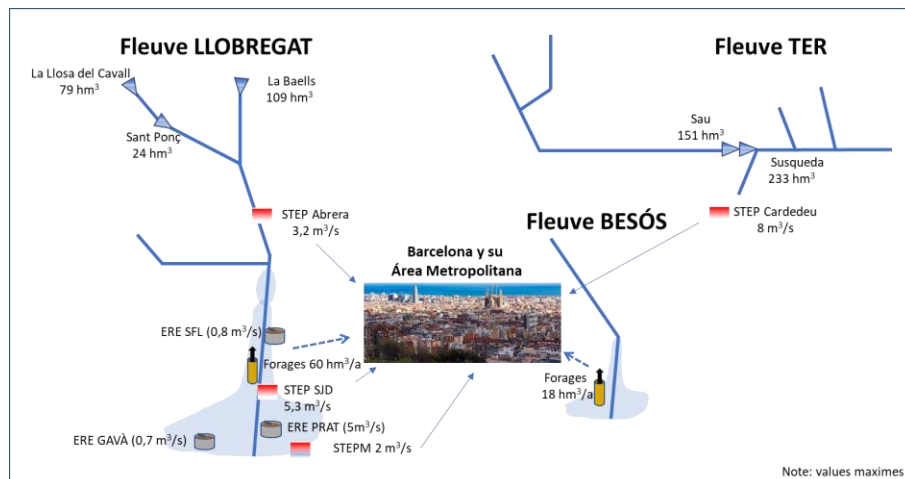 Fleuve LLOBREGAT
Fleuve TER
La Llosa del Cavall
79 hm³
La Baells
109 hm³
Sant Ponç
24 hm³
Sau
151 hm³
Susqueda
233 hm³
STEP Abrera
3,2 m³/s
Fleuve BESÓS
STEP Cardedeu
8 m³/s
Barcelona y su
Área Metropolitana
ERE SFL (0,8 m³/s)
Forages 60 hm³/a
Forages
18 hm³/a
STEP SJD
5,3 m³/s
ERE PRAT (5m³/s)
ERE GAVÀ (0,7 m³/s)
STEPM 2 m³/s
Note: values maximes